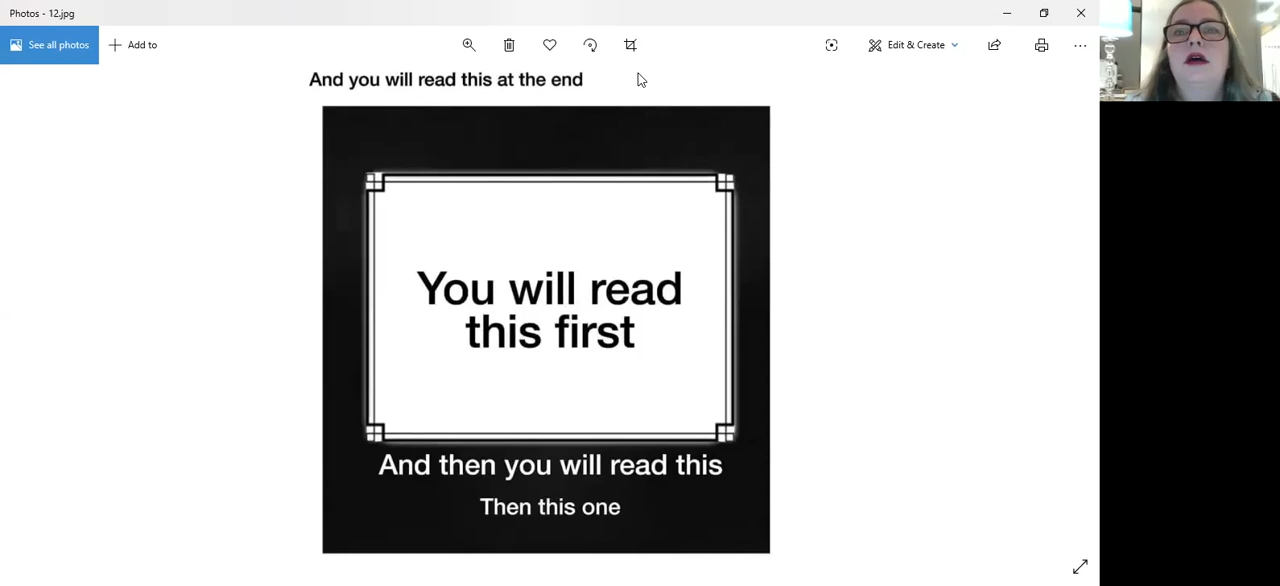 Photos - 12.jpg
See all photos
Add to
Edit & Create
And you will read this at the end
You will read
this first
And then you will read this
Then this one